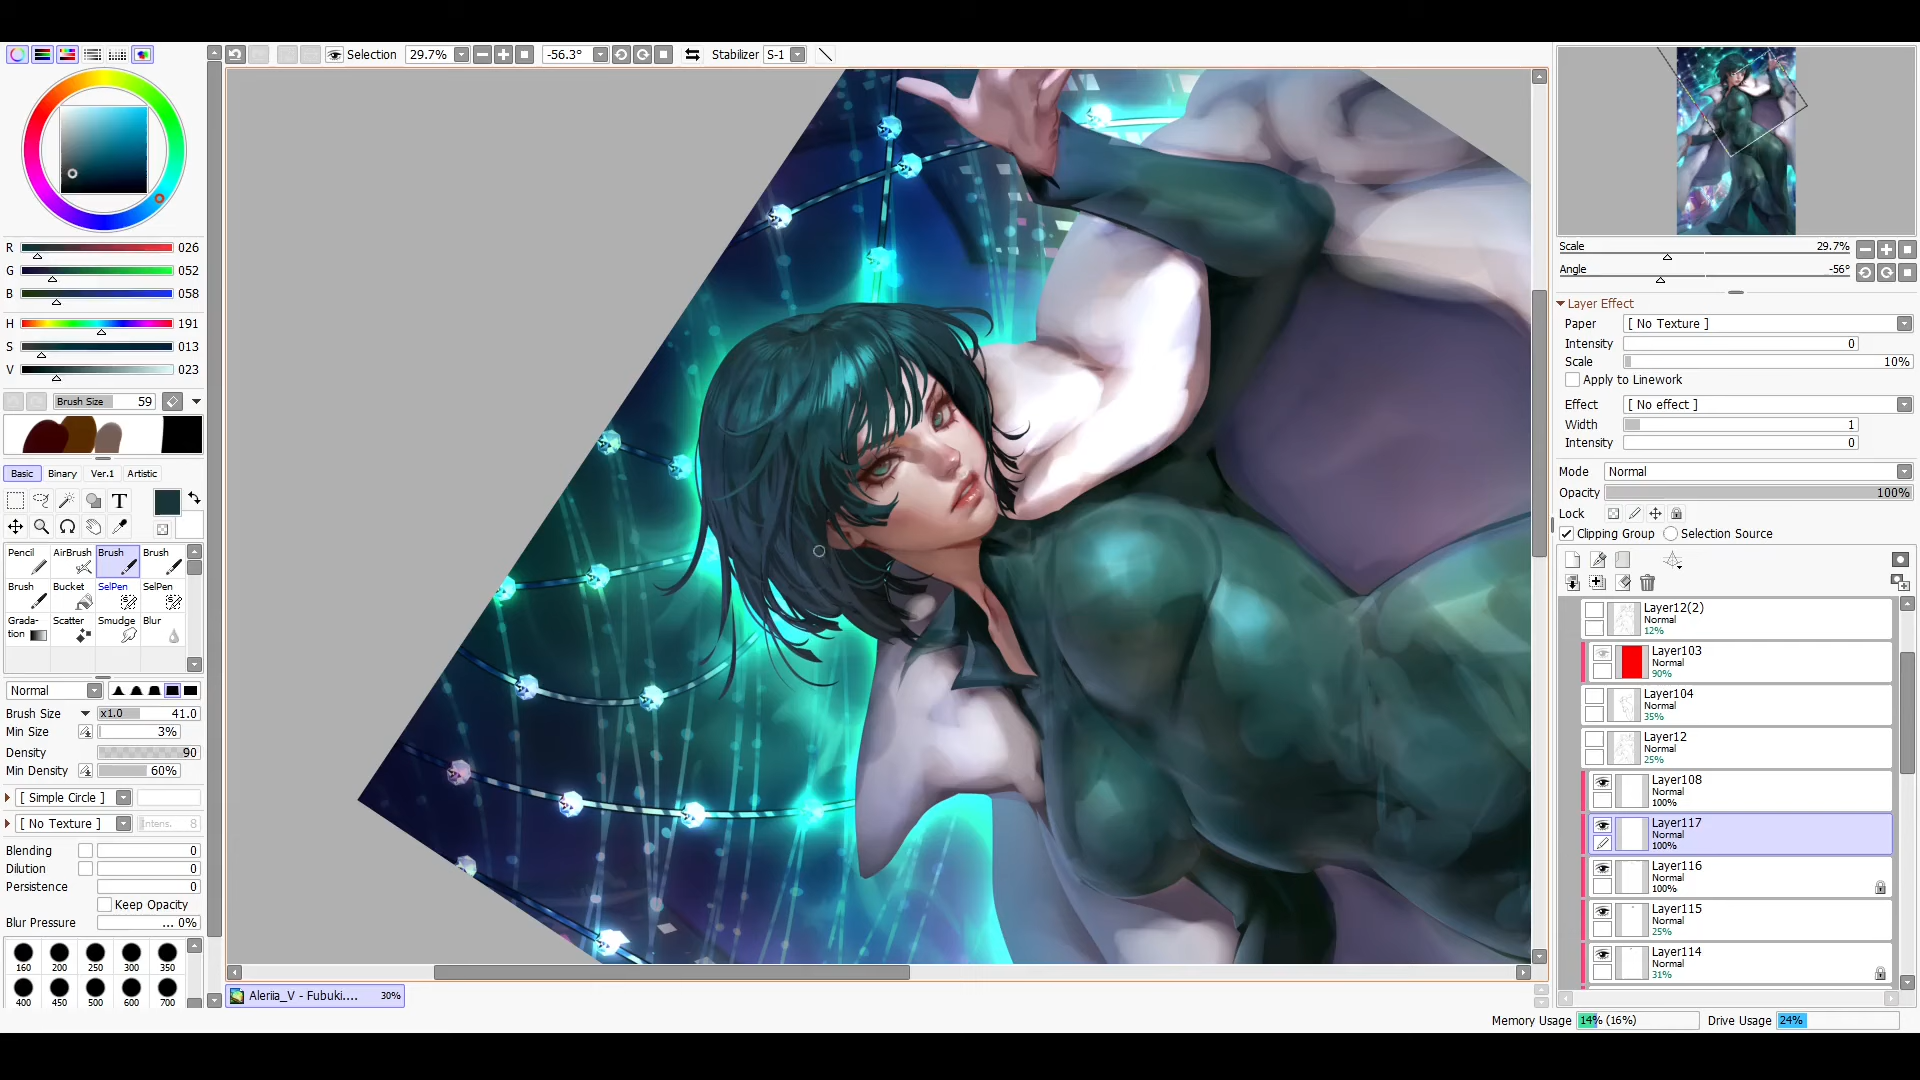 Selection 29.7% -56.3° Stabilizer S-1
R 026
G 052
B 058
H 191
S 013
V 023
Brush Size 59
Basic Binary Ver.1 Artistic
T
Pencil AirBrush Brush Brush
Brush Bucket SelPen SelPen
Grada-
tion Scatter Smudge Blur
Normal
Brush Size x1.0 41.0
Min Size 3%
Density 90
Min Density 60%
[ Simple Circle ]
[ No Texture ] Intens. 8
Blending 0
Dilution 0
Persistence 0
Keep Opacity
Blur Pressure ... 0%
160 200 250 300 350
400 450 500 600 700
Aleriia_V - Fubuki.... 30%
Scale 29.7%
Angle -56°
Layer Effect
Paper [ No Texture ]
Intensity 0
Scale 10%
Apply to Linework
Effect [ No effect ]
Width 1
Intensity 0
Mode Normal
Opacity 100%
Lock
Clipping Group Selection Source
Layer12(2)
Normal
12%
Layer103
Normal
90%
Layer104
Normal
35%
Layer12
Normal
25%
Layer108
Normal
100%
Layer117
Normal
100%
Layer116
Normal
100%
Layer115
Normal
25%
Layer114
Normal
31%
Memory Usage 14% (16%) Drive Usage 24%